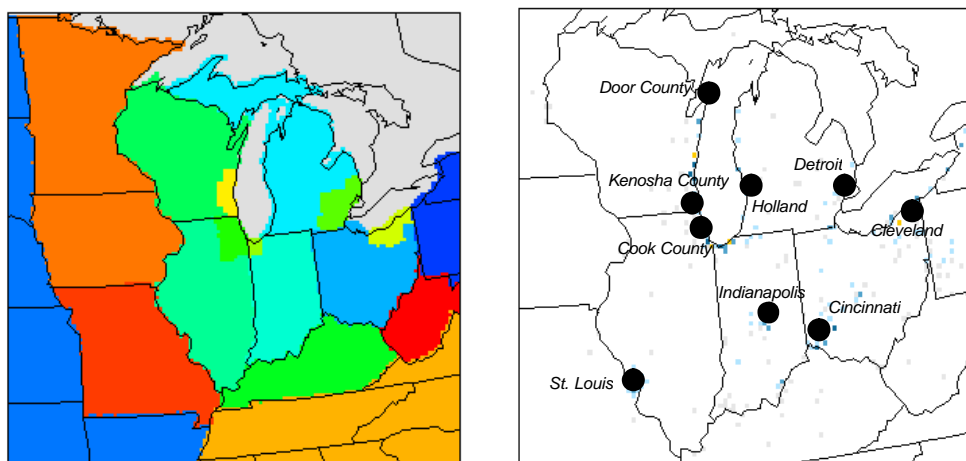 Door County
Detroit
Kenosha County
Holland
Cleveland
Cook County
Indianapolis
Cincinnati
St. Louis